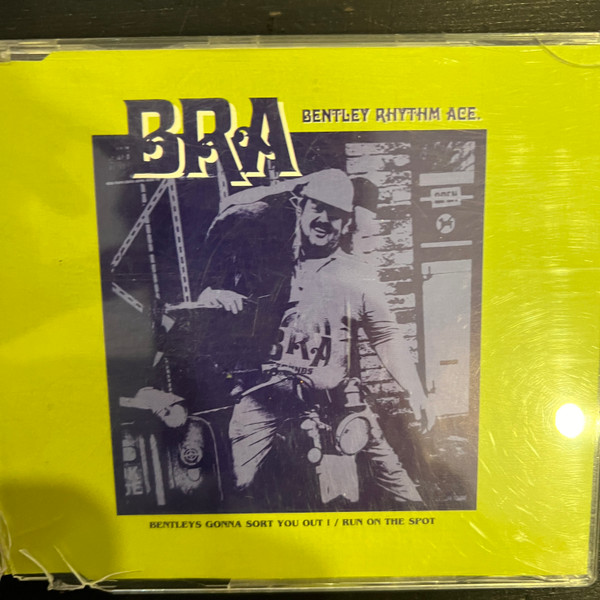 BRA
BENTLEY RHYTHM ACE.
BRA
BENTLEYS GONNA SORT YOU OUT ! / RUN ON THE SPOT